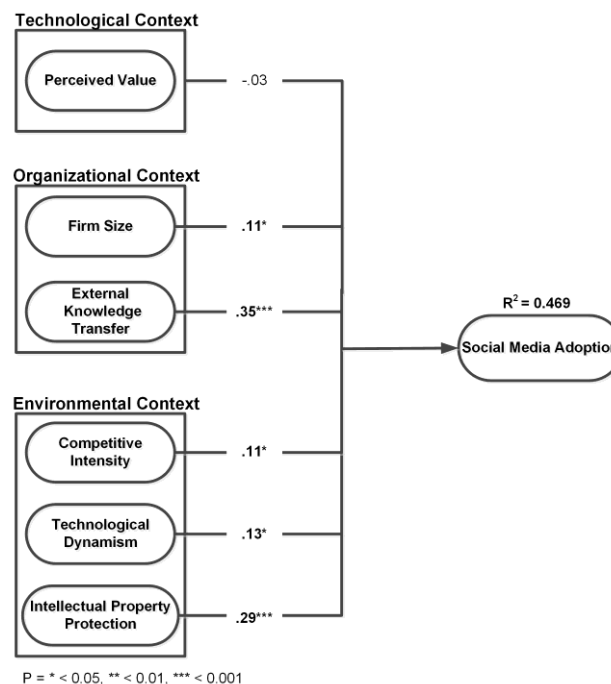 Technological Context
Perceived Value
-.03
Organizational Context
Firm Size
.11*
External
Knowledge
Transfer
.35***
R² = 0.469
Social Media Adoption
Environmental Context
Competitive
Intensity
.11*
Technological
Dynamism
.13*
Intellectual Property
Protection
.29***
P = * < 0.05, ** < 0.01, *** < 0.001